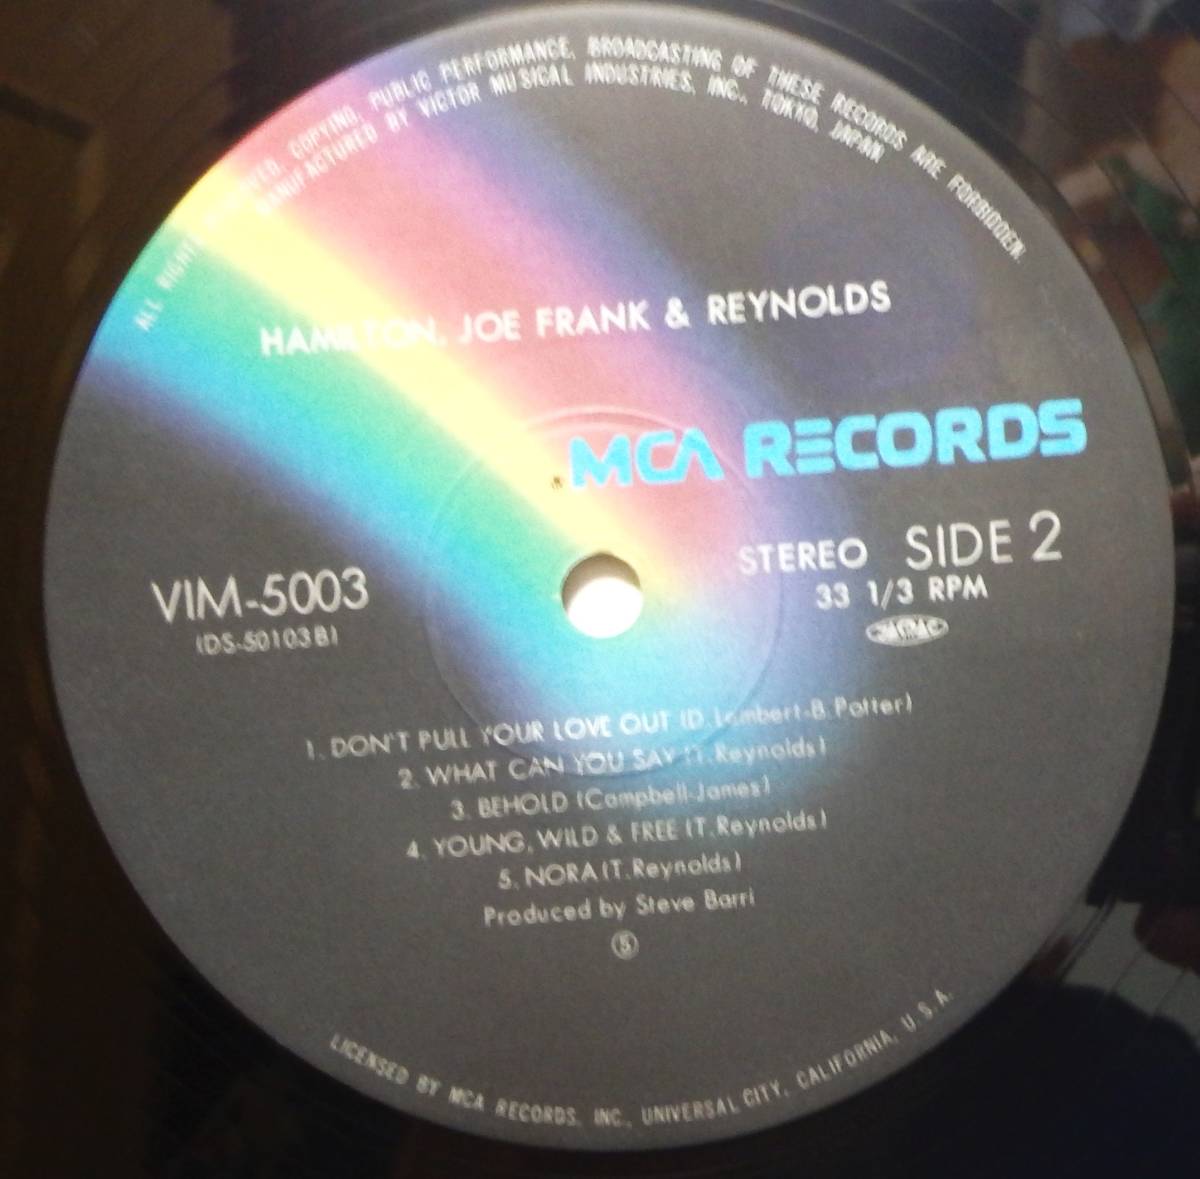 ALL RIGHTS RESERVED, COPYING, PUBLIC PERFORMANCE, BROADCASTING OF THESE RECORDS ARE FORBIDDEN.
MANUFACTURED BY VICTOR MUSICAL INDUSTRIES, INC., TOKYO, JAPAN
HAMILTON, JOE FRANK & REYNOLDS
MCA RECORDS
STEREO SIDE 2
33 1/3 RPM
VIM-5003
(DS-50103B)
1. DON'T PULL YOUR LOVE OUT (D.Lambert-B.Potter)
2. WHAT CAN YOU SAY (T.Reynolds)
3. BEHOLD (Campbell-James)
4. YOUNG, WILD & FREE (T.Reynolds)
5. NORA (T.Reynolds)
Produced by Steve Barri
⑤
LICENSED BY MCA RECORDS, INC., UNIVERSAL CITY, CALIFORNIA, U.S.A.